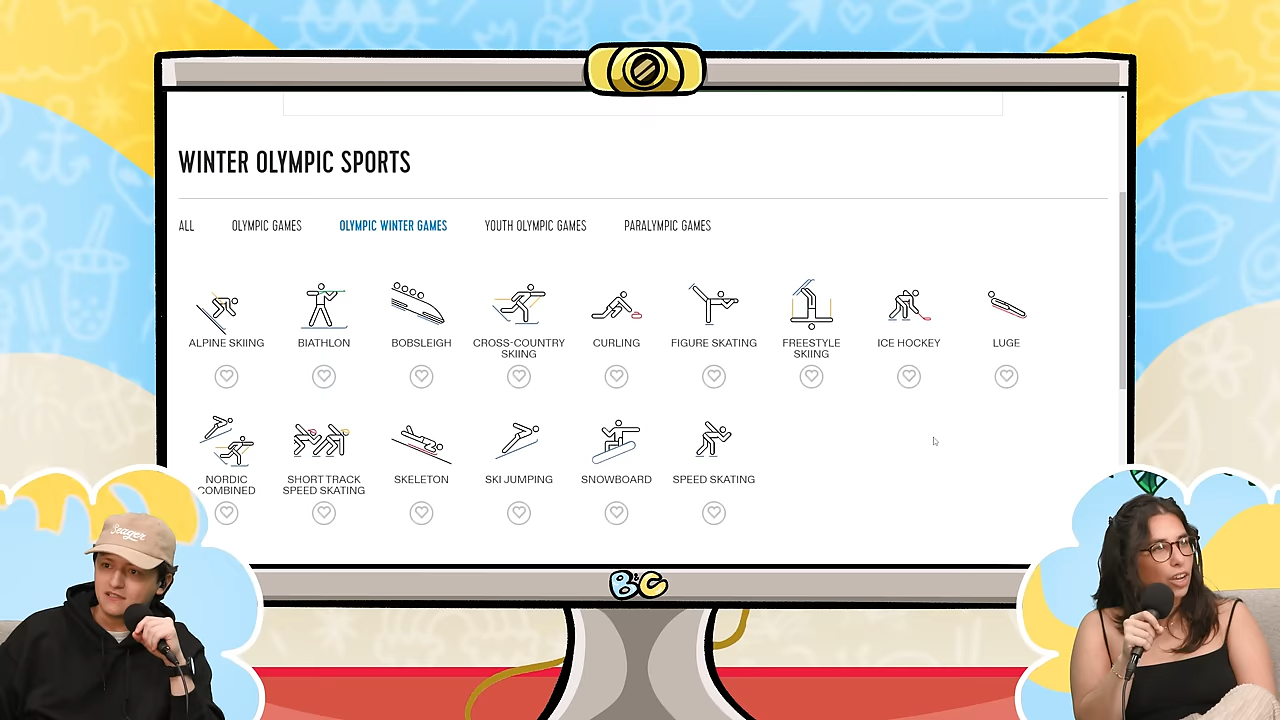 WINTER OLYMPIC SPORTS
ALL OLYMPIC GAMES OLYMPIC WINTER GAMES YOUTH OLYMPIC GAMES PARALYMPIC GAMES
ALPINE SKIING BIATHLON BOBSLEIGH CROSS-COUNTRY SKIING CURLING FIGURE SKATING FREESTYLE SKIING ICE HOCKEY LUGE
NORDIC COMBINED SHORT TRACK SPEED SKATING SKELETON SKI JUMPING SNOWBOARD SPEED SKATING
Seager
B&C